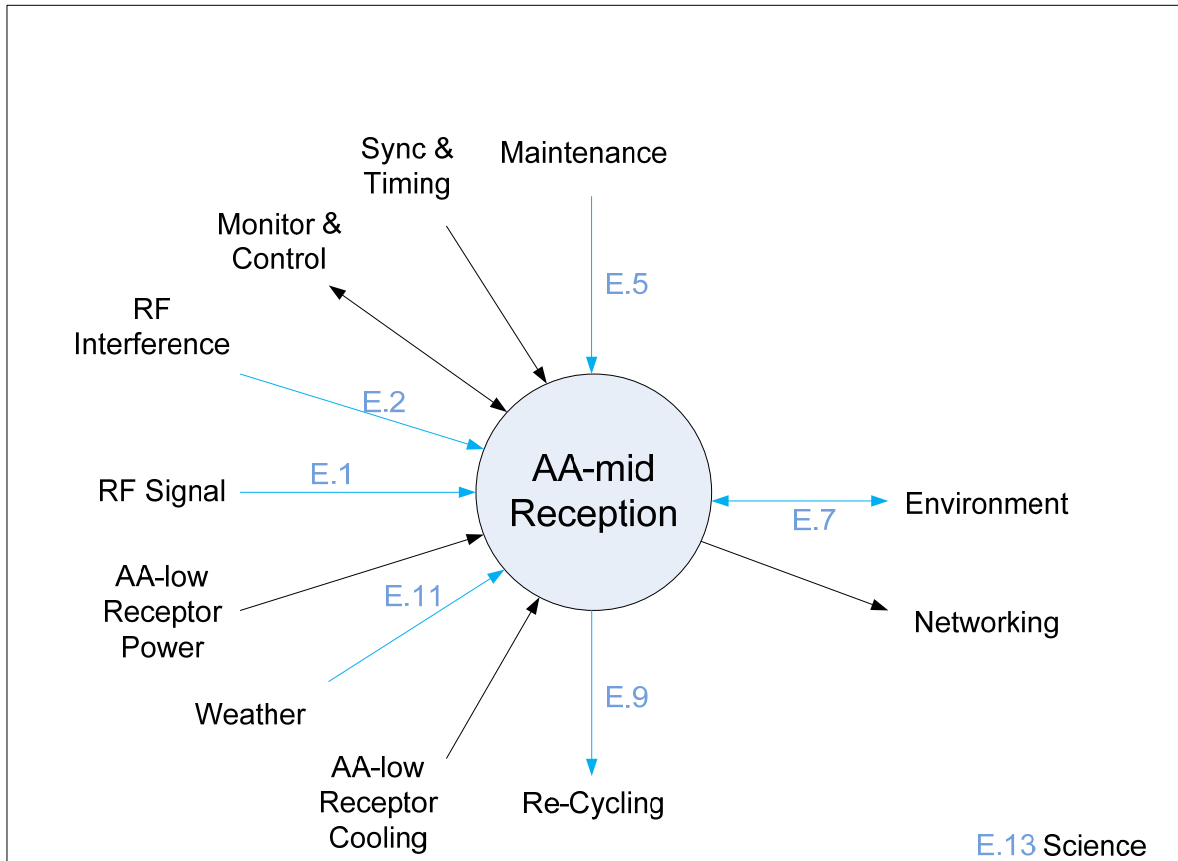 Sync &
Timing
Maintenance
Monitor &
Control
E.5
RF
Interference
E.2
AA-mid
Reception
RF Signal
E.1
Environment
E.7
AA-low
Receptor
Power
E.11
Networking
Weather
E.9
AA-low
Receptor
Cooling
Re-Cycling
E.13 Science